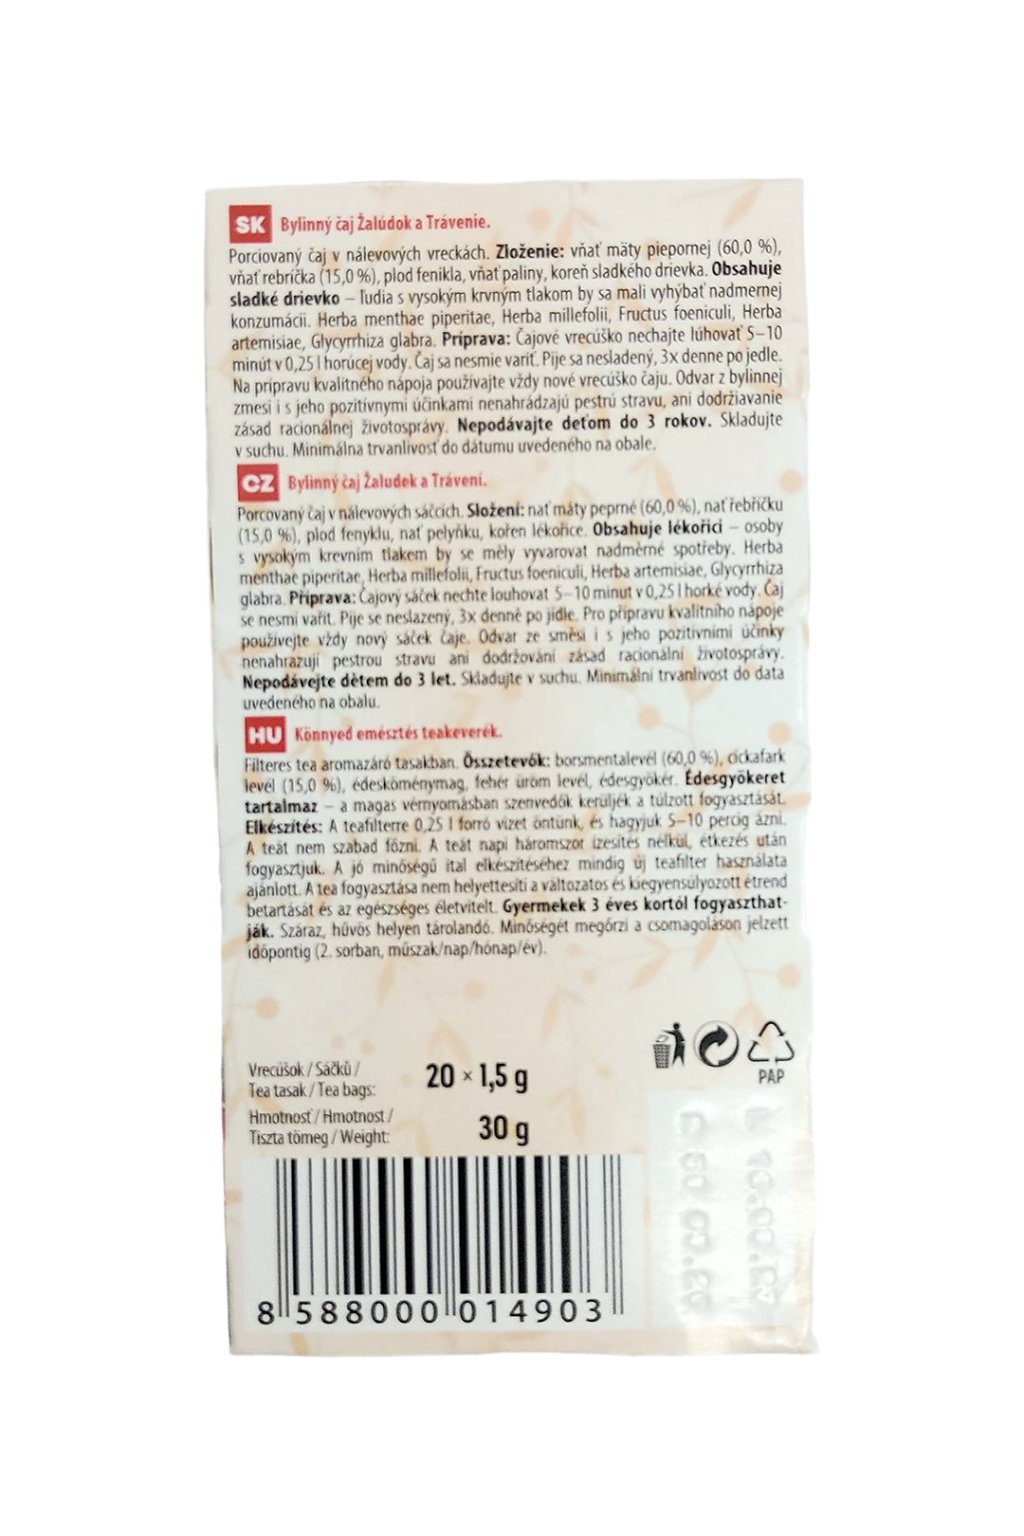 SK Bylinný čaj Žalúdok a Trávenie.
Porciovaný čaj v nálevových vreckách. Zloženie: vňať mäty piepornej (60,0 %),
vňať rebríčka (15,0 %), plod fenikla, vňať paliny, koreň sladkého drievka. Obsahuje
sladké drievko – ľudia s vysokým krvným tlakom by sa mali vyhýbať nadmernej
konzumácii. Herba menthae piperitae, Herba millefolii, Fructus foeniculi, Herba
artemisiae, Glycyrrhiza glabra. Príprava: Čajové vrecúško nechajte lúhovať 5–10
minút v 0,25 l horúcej vody. Čaj sa nesmie variť. Pije sa nesladený, 3x denne po jedle.
Na prípravu kvalitného nápoja používajte vždy nové vrecúško čaju. Odvar z bylinnej
zmesi i s jeho pozitívnymi účinkami nenahrádzajú pestrú stravu, ani dodržiavanie
zásad racionálnej životosprávy. Nepodávajte deťom do 3 rokov. Skladujte
v suchu. Minimálna trvanlivosť do dátumu uvedeného na obale.
CZ Bylinný čaj Žaludek a Trávení.
Porcovaný čaj v nálevových sáčcích. Složení: nať máty peprné (60,0 %), nať řebříčku
(15,0 %), plod fenyklu, nať pelyňku, kořen lékořice. Obsahuje lékořici – osoby
s vysokým krevním tlakem by se měly vyvarovat nadměrné spotřeby. Herba
menthae piperitae, Herba millefolii, Fructus foeniculi, Herba artemisiae, Glycyrrhiza
glabra. Příprava: Čajový sáček nechte louhovat 5–10 minut v 0,25 l horké vody. Čaj
se nesmí vařit. Pije se neslazený, 3x denně po jídle. Pro přípravu kvalitního nápoje
používejte vždy nový sáček čaje. Odvar ze směsi i s jeho pozitivními účinky
nenahrazují pestrou stravu ani dodržování zásad racionální životosprávy.
Nepodávejte dětem do 3 let. Skladujte v suchu. Minimální trvanlivost do data
uvedeného na obalu.
HU Könnyed emésztés teakeverék.
Filteres tea aromazáró tasakban. Összetevők: borsmentalevél (60,0 %), cickafark
levél (15,0 %), édesköménymag, fehér üröm levél, édesgyökér. Édesgyökeret
tartalmaz – a magas vérnyomásban szenvedők kerüljék a túlzott fogyasztását.
Elkészítés: A teafilterre 0,25 l forró vizet öntünk, és hagyjuk 5–10 percig ázni.
A teát nem szabad főzni. A teát napi háromszor ízesítés nélkül, étkezés után
fogyasztjuk. A jó minőségű ital elkészítéséhez mindig új teafilter használata
ajánlott. A tea fogyasztása nem helyettesíti a változatos és kiegyensúlyozott étrend
betartását és az egészséges életvitelt. Gyermekek 3 éves kortól fogyaszthat-
ják. Száraz, hűvös helyen tárolandó. Minőségét megőrzi a csomagoláson jelzett
időpontig (2. sorban, műszak/nap/hónap/év).
PAP
Vrecúšok / Sáčků /
Tea tasak / Tea bags: 20 × 1,5 g
Hmotnosť / Hmotnost /
Tiszta tömeg / Weight: 30 g
8 588000 014903